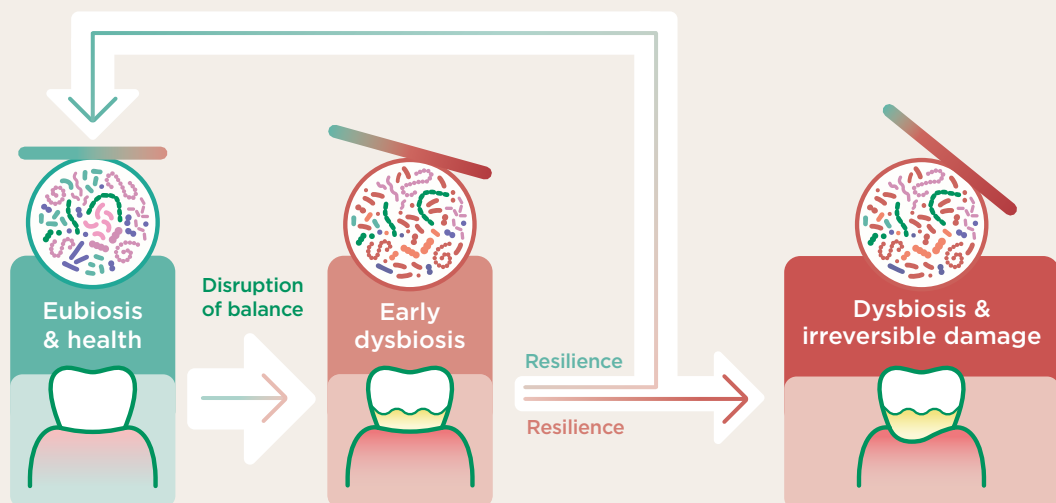 Disruption
of balance
Eubiosis
& health
Early
dysbiosis
Resilience
Resilience
Dysbiosis &
irreversible damage